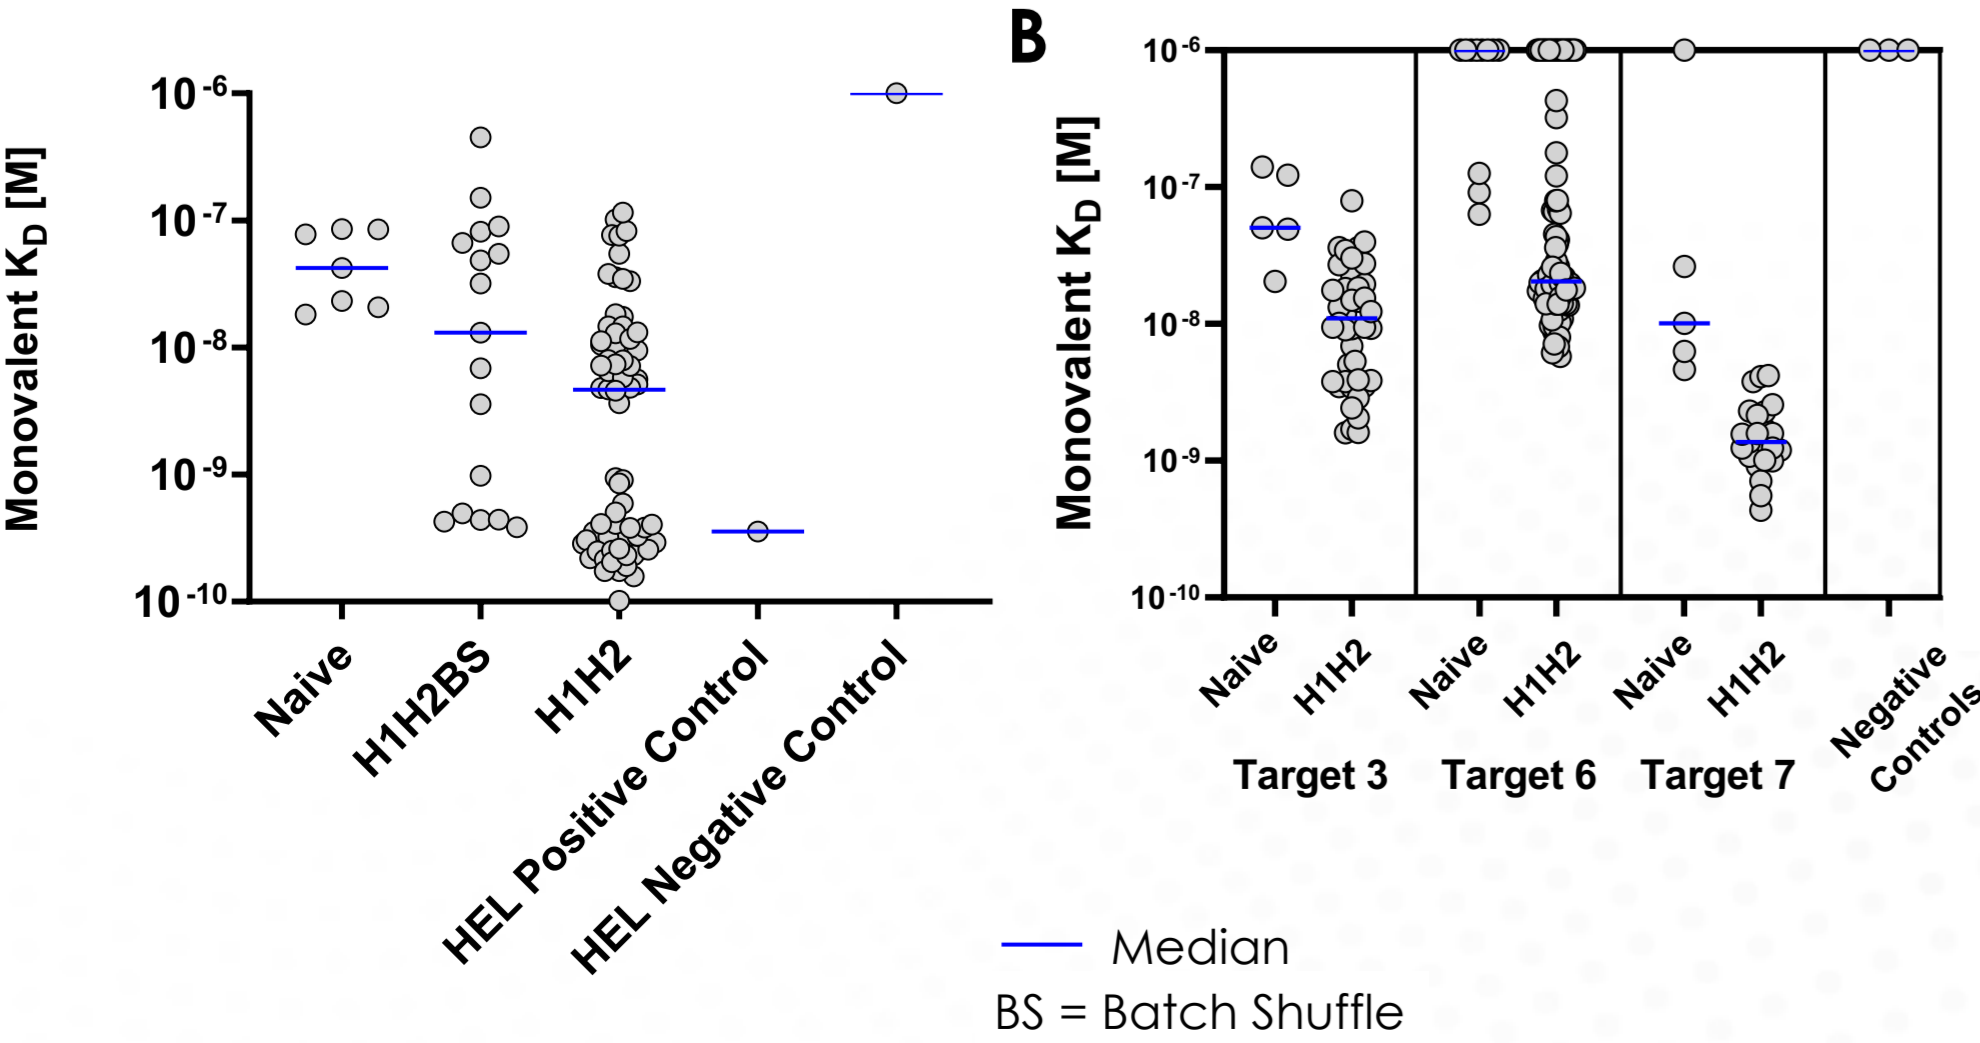 Monovalent KD [M]
10-6
10-7
10-8
10-9
10-10
Naive
H1H2BS
H1H2
HEL Positive Control
HEL Negative Control
B
Monovalent KD [M]
10-6
10-7
10-8
10-9
10-10
Naive
H1H2
Naive
H1H2
Naive
H1H2
Negative
Controls
Target 3
Target 6
Target 7
Median
BS = Batch Shuffle